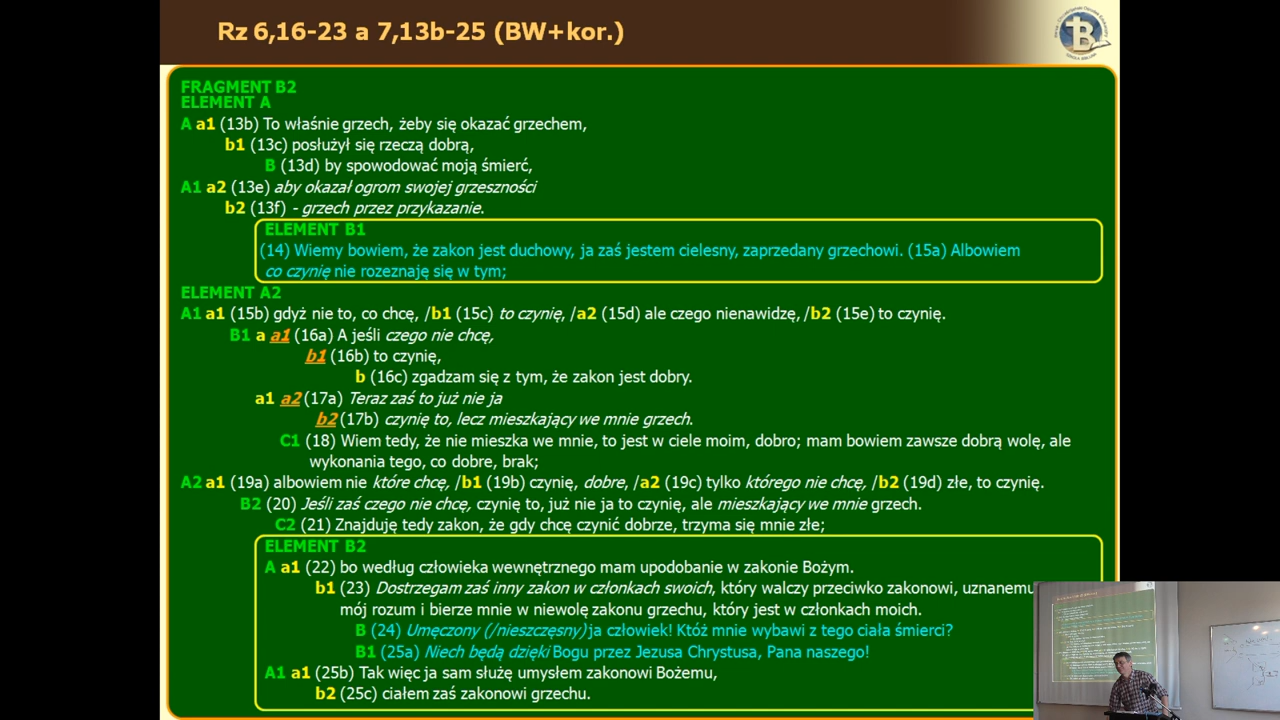 Rz 6,16-23 a 7,13b-25 (BW+kor.)
FRAGMENT B2
ELEMENT A
A a1 (13b) To właśnie grzech, żeby się okazać grzechem,
b1 (13c) posłużył się rzeczą dobrą,
B (13d) by spowodować moją śmierć,
A1 a2 (13e) aby okazał ogrom swojej grzeszności
b2 (13f) - grzech przez przykazanie.
ELEMENT B1
(14) Wiemy bowiem, że zakon jest duchowy, ja zaś jestem cielesny, zaprzedany grzechowi. (15a) Albowiem
co czynię nie rozeznaję się w tym;
ELEMENT A2
A1 a1 (15b) gdyż nie to, co chcę, /b1 (15c) to czynię, /a2 (15d) ale czego nienawidzę, /b2 (15e) to czynię.
B1 a a1 (16a) A jeśli czego nie chcę,
b1 (16b) to czynię,
b (16c) zgadzam się z tym, że zakon jest dobry.
a1 a2 (17a) Teraz zaś to już nie ja
b2 (17b) czynię to, lecz mieszkający we mnie grzech.
C1 (18) Wiem tedy, że nie mieszka we mnie, to jest w ciele moim, dobro; mam bowiem zawsze dobrą wolę, ale
wykonania tego, co dobre, brak;
A2 a1 (19a) albowiem nie które chcę, /b1 (19b) czynię, dobre, /a2 (19c) tylko którego nie chcę, /b2 (19d) złe, to czynię.
B2 (20) Jeśli zaś czego nie chcę, czynię to, już nie ja to czynię, ale mieszkający we mnie grzech.
C2 (21) Znajduję tedy zakon, że gdy chcę czynić dobrze, trzyma się mnie złe;
ELEMENT B2
A a1 (22) bo według człowieka wewnętrznego mam upodobanie w zakonie Bożym.
b1 (23) Dostrzegam zaś inny zakon w członkach swoich, który walczy przeciwko zakonowi, uznanemu
mój rozum i bierze mnie w niewolę zakonu grzechu, który jest w członkach moich.
B (24) Umęczony (/nieszczęsny)ja człowiek! Któż mnie wybawi z tego ciała śmierci?
B1 (25a) Niech będą dzięki Bogu przez Jezusa Chrystusa, Pana naszego!
A1 a1 (25b) Tak więc ja sam służę umysłem zakonowi Bożemu,
b2 (25c) ciałem zaś zakonowi grzechu.